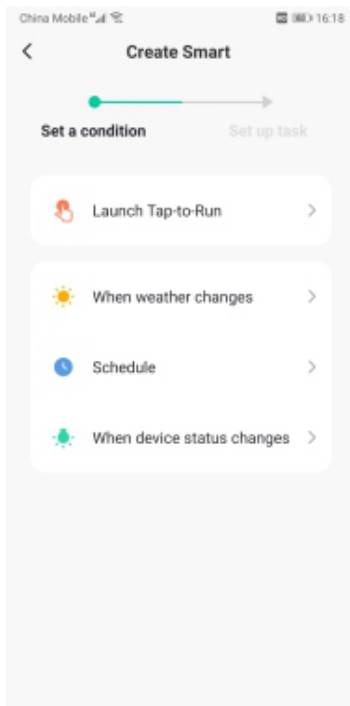 China Mobile 16:18
Create Smart
Set a condition Set up task
Launch Tap-to-Run
When weather changes
Schedule
When device status changes